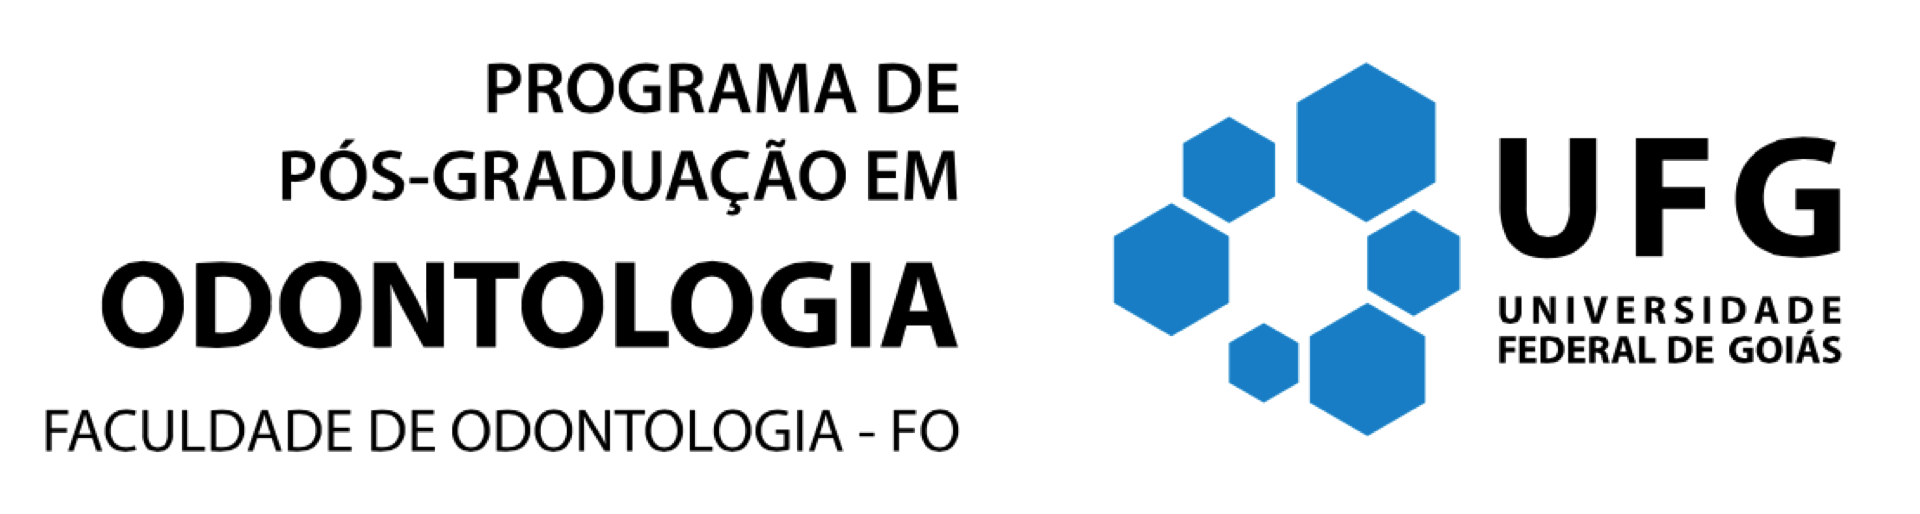 PROGRAMA DE
PÓS-GRADUAÇÃO EM
ODONTOLOGIA
FACULDADE DE ODONTOLOGIA - FO
UFG
UNIVERSIDADE
FEDERAL DE GOIÁS